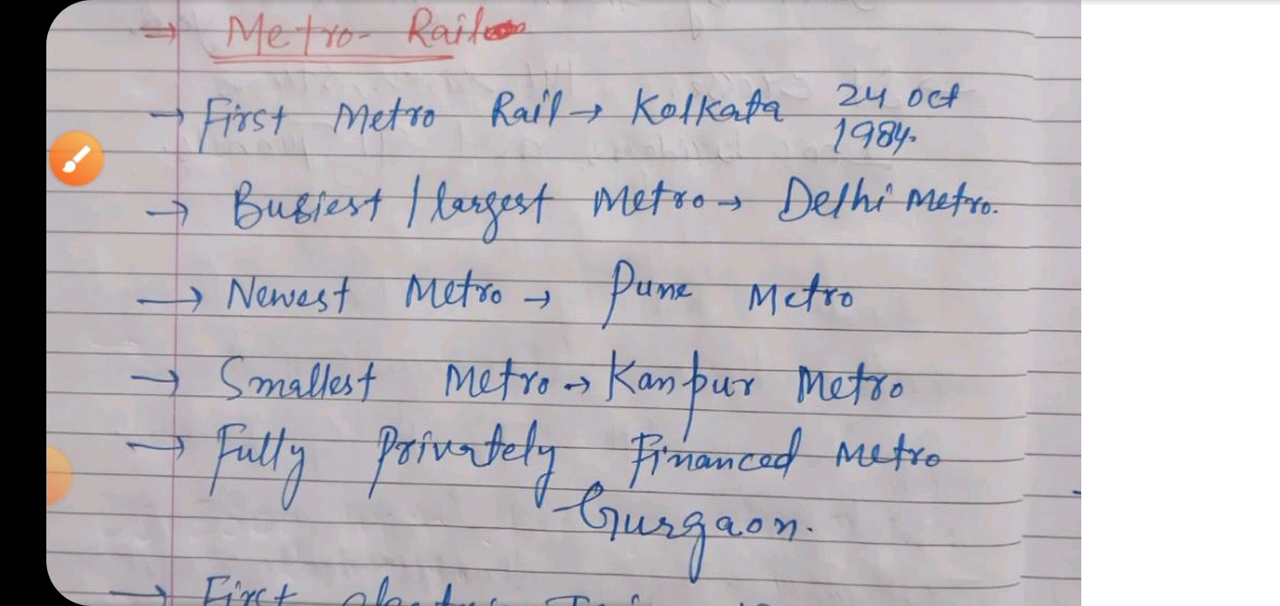 → Metro- Rail
→ First Metro Rail → Kolkata 24 Oct 1984.
→ Busiest / largest Metro → Delhi Metro.
→ Newest Metro → Pune Metro
→ Smallest Metro → Kanpur Metro
→ Fully Privately Financed Metro
Gurgaon.
→ First